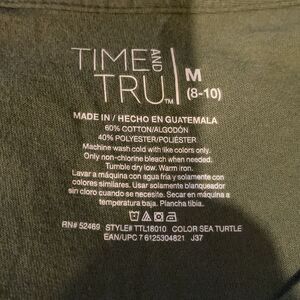 TIME AND TRU™
M
(8-10)
MADE IN / HECHO EN GUATEMALA
60% COTTON/ALGODÓN
40% POLYESTER/POLIÉSTER
Machine wash cold with like colors only.
Only non-chlorine bleach when needed.
Tumble dry low. Warm iron.
Lavar a máquina con agua fría y solamente con
colores similares. Usar solamente blanqueador
sin cloro cuando se necesite. Secar en máquina a
temperatura baja. Plancha tibia.
RN# 52469 STYLE# TTL18010 COLOR SEA TURTLE
EAN/UPC 7 6125304821 J37